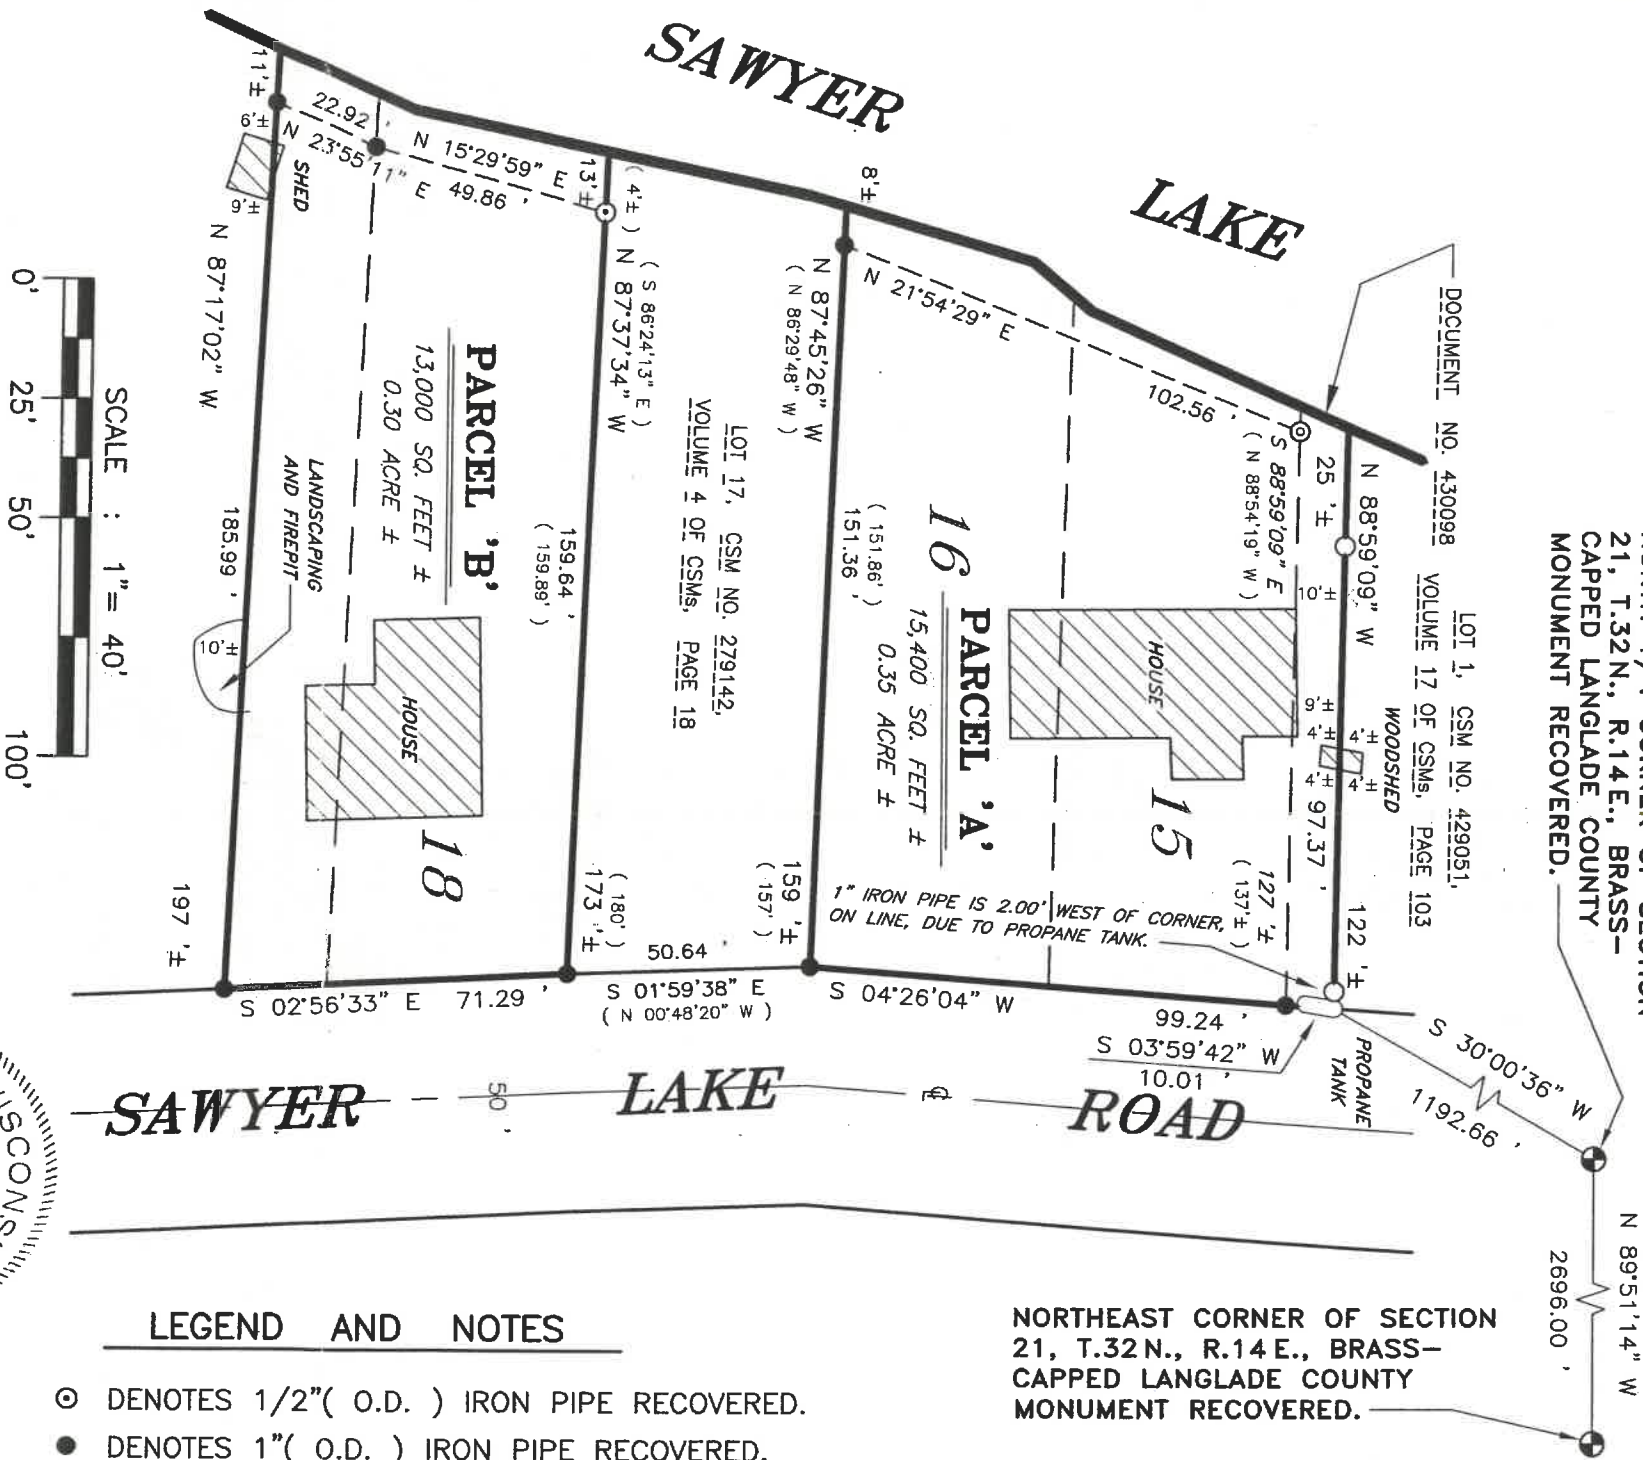 SAWYER
LAKE
11'±
22.92 '
N 23°55'11" E
6'±
SHED
9'±
N 15°29'59" E
49.86 '
13'±
( 4'± )
8'±
N 21°54'29" E
102.56 '
DOCUMENT NO. 430098
LOT 1, CSM NO. 429051,
VOLUME 17 OF CSMs, PAGE 103
21, T.32N., R.14E., BRASS-
CAPPED LANGLADE COUNTY
MONUMENT RECOVERED.
N 87°17'02" W
185.99 '
197 '±
( S 86°24'13" E )
N 87°37'34" W
159.64 '
( 159.89' )
( 180' )
173 '±
N 87°45'26" W
( N 86°29'48" W )
( 151.86' )
151.36 '
159 '±
( 157' )
S 88°59'09" E
( N 88°54'19" W )
25 '±
N 88°59'09" W
10'±
9'±
4'±
4'±
4'±
4'±
WOODSHED
97.37 '
127 '±
( 137'± )
122 '±
PARCEL 'B'
13,000 SQ. FEET ±
0.30 ACRE ±
LANDSCAPING
AND FIREPIT
10'±
HOUSE
18
LOT 17, CSM NO. 279142,
VOLUME 4 OF CSMs, PAGE 18
16
PARCEL 'A'
15,400 SQ. FEET ±
0.35 ACRE ±
HOUSE
15
1" IRON PIPE IS 2.00' WEST OF CORNER,
ON LINE, DUE TO PROPANE TANK.
SCALE : 1"= 40'
0' 25' 50' 100'
S 02°56'33" E 71.29 '
50.64 '
S 01°59'38" E
( N 00°48'20" W )
S 04°26'04" W
99.24 '
S 03°59'42" W
10.01 '
PROPANE
TANK
S 30°00'36" W
1192.66 '
N 89°51'14" W
2696.00 '
SAWYER LAKE ROAD
50 '
LEGEND AND NOTES
DENOTES 1/2"( O.D. ) IRON PIPE RECOVERED.
DENOTES 1"( O.D. ) IRON PIPE RECOVERED.
NORTHEAST CORNER OF SECTION
21, T.32N., R.14E., BRASS-
CAPPED LANGLADE COUNTY
MONUMENT RECOVERED.